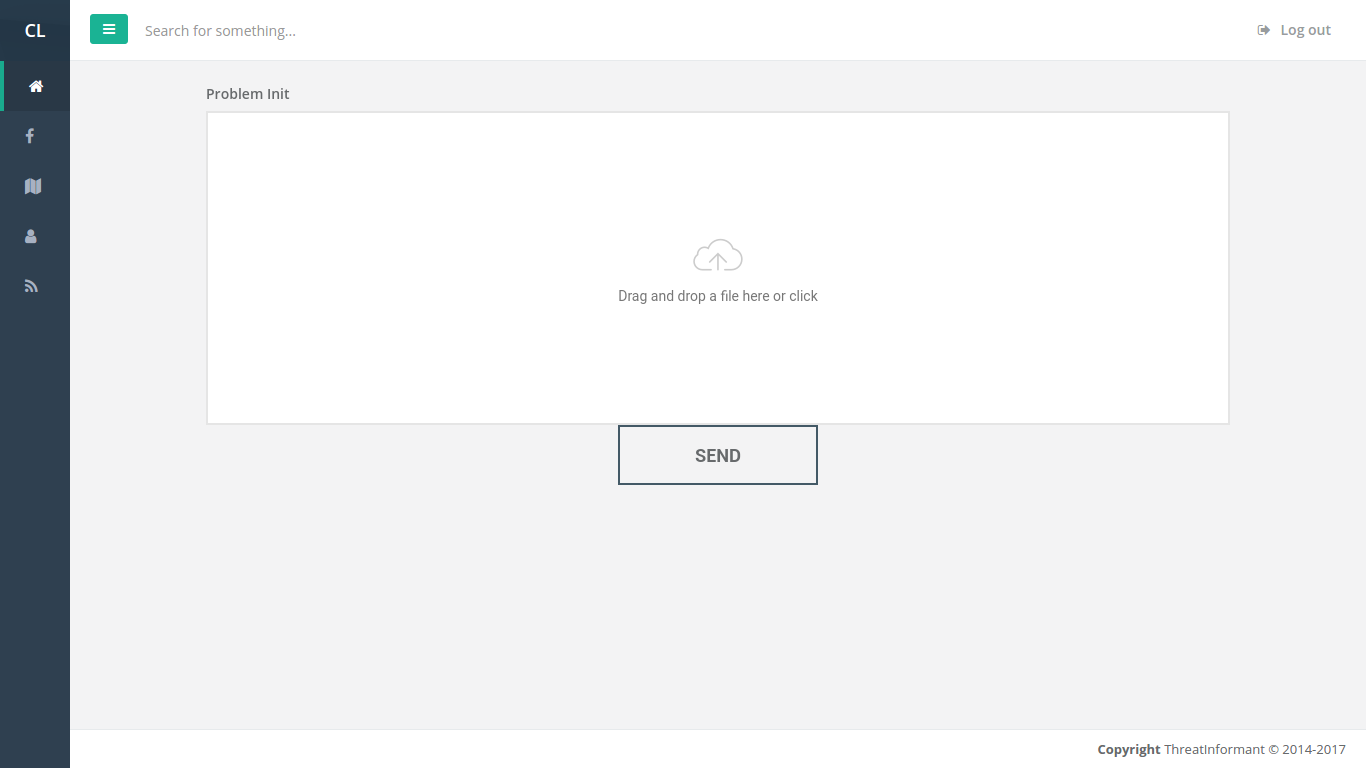 CL
Search for something...
Log out
Problem Init
Drag and drop a file here or click
SEND
Copyright ThreatInformant © 2014-2017